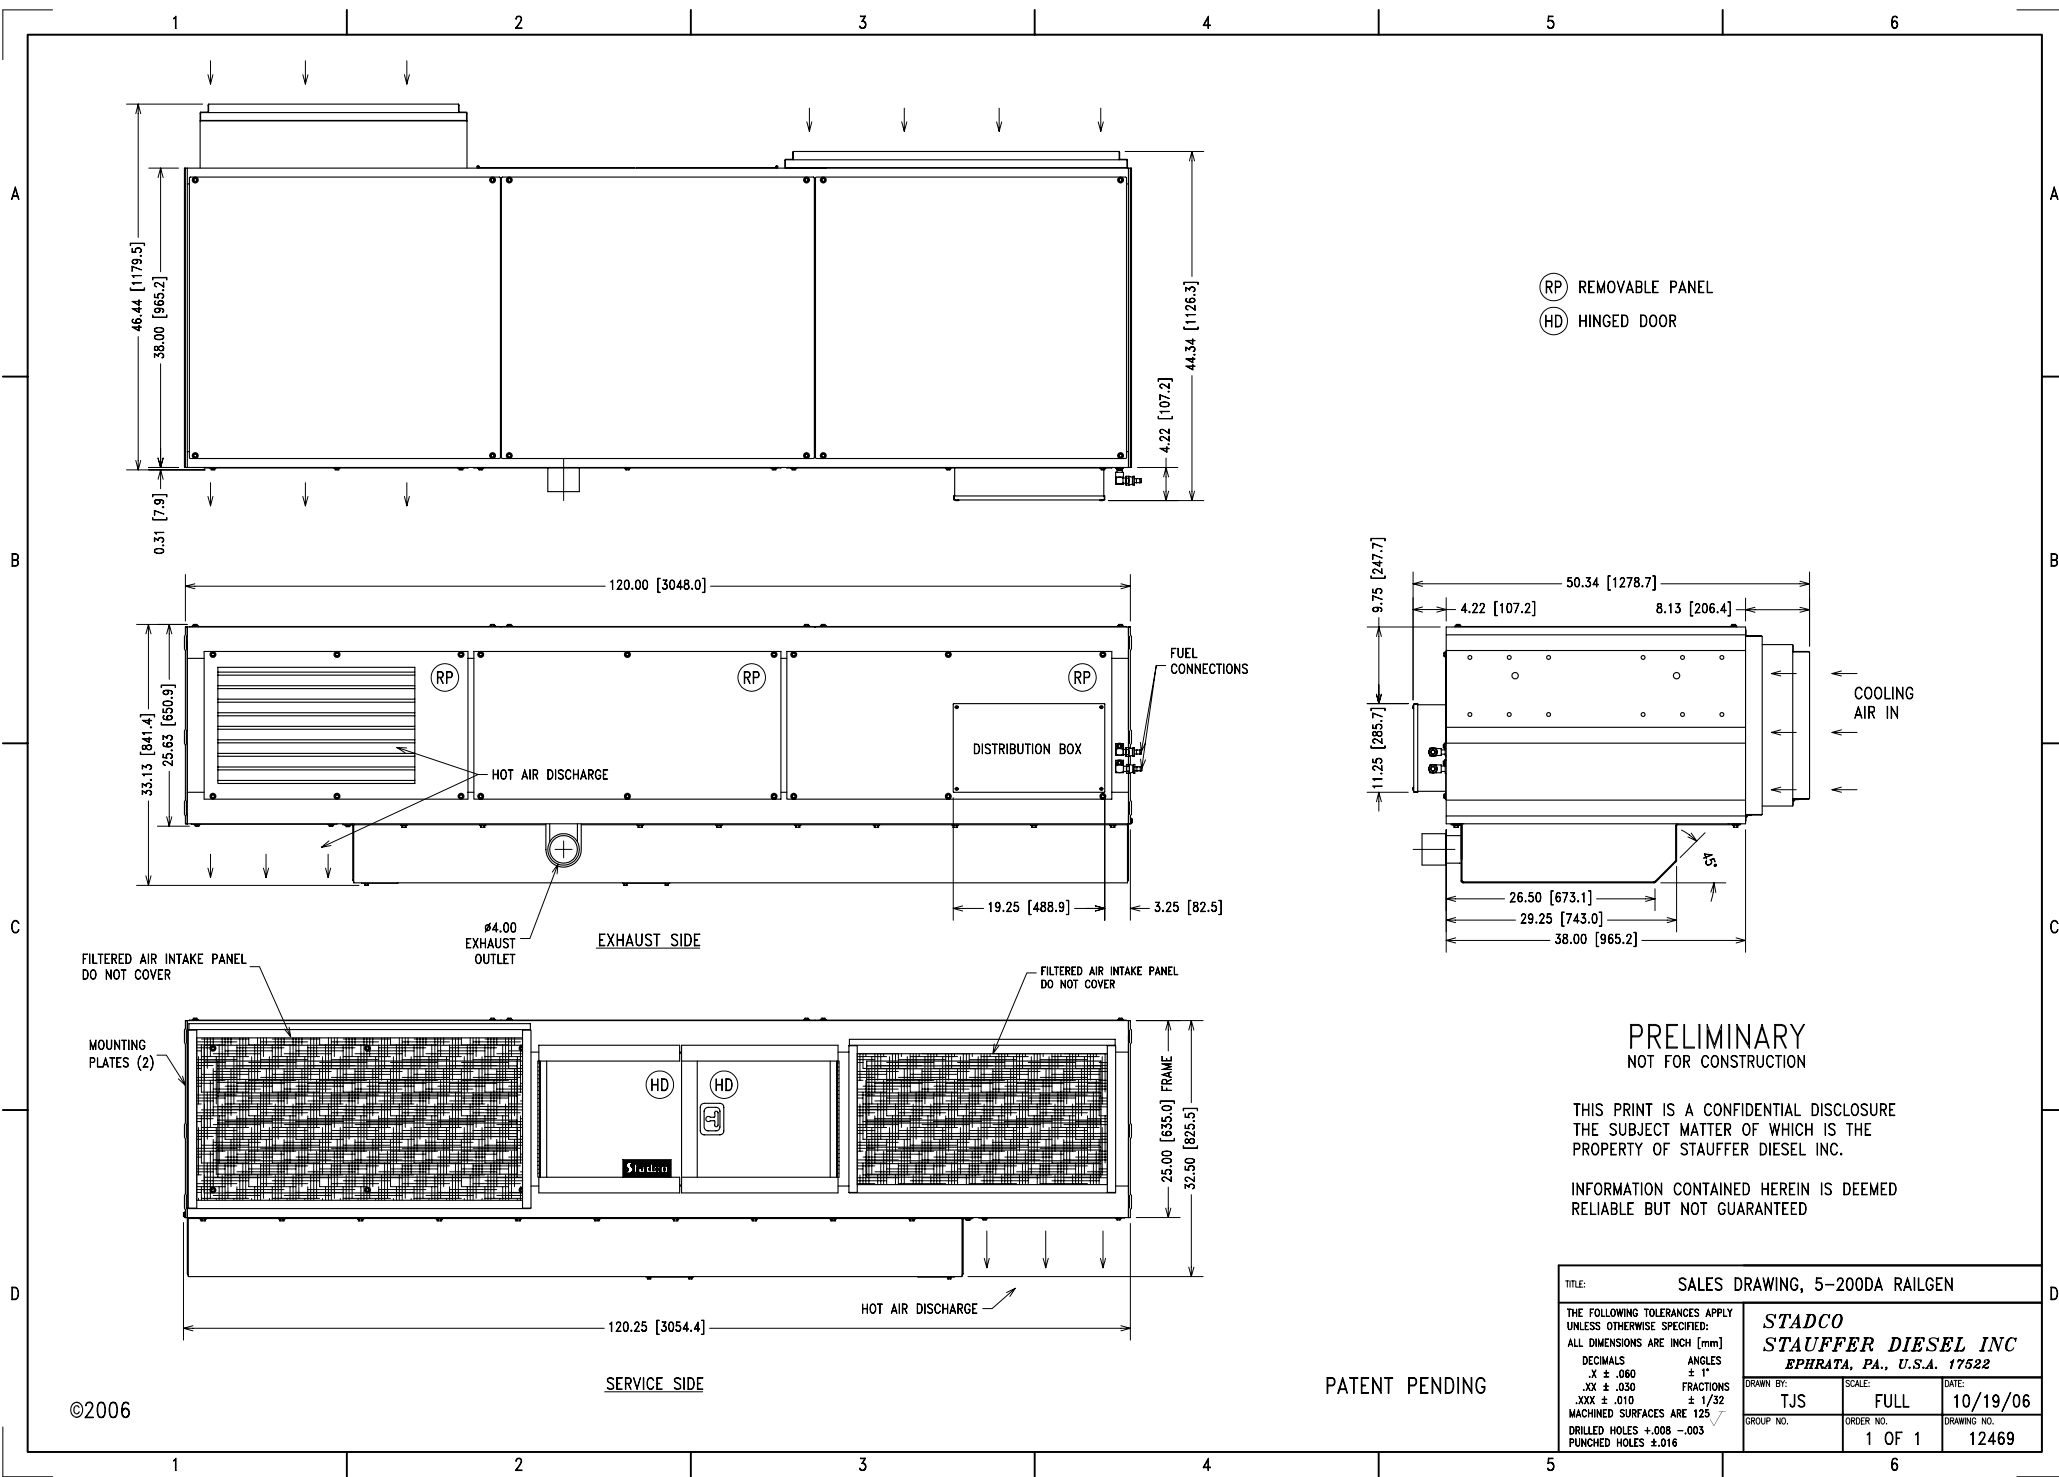 1 2 3 4 5 6
A A
46.44 [1179.5]
38.00 [965.2]
0.31 [7.9]
44.34 [1126.3]
4.22 [107.2]
RP REMOVABLE PANEL
HD HINGED DOOR
B B
120.00 [3048.0]
33.13 [841.4]
25.63 [650.9]
RP RP RP
FUEL
CONNECTIONS
DISTRIBUTION BOX
HOT AIR DISCHARGE
19.25 [488.9]
3.25 [82.5]
ø4.00
EXHAUST
OUTLET
EXHAUST SIDE
9.75 [247.7]
50.34 [1278.7]
4.22 [107.2]
8.13 [206.4]
11.25 [285.7]
COOLING
AIR IN
45°
26.50 [673.1]
29.25 [743.0]
38.00 [965.2]
C C
FILTERED AIR INTAKE PANEL
DO NOT COVER
FILTERED AIR INTAKE PANEL
DO NOT COVER
MOUNTING
PLATES (2)
HD HD
Stadco
25.00 [635.0] FRAME
32.50 [825.5]
HOT AIR DISCHARGE
120.25 [3054.4]
SERVICE SIDE
D D
PRELIMINARY
NOT FOR CONSTRUCTION
THIS PRINT IS A CONFIDENTIAL DISCLOSURE
THE SUBJECT MATTER OF WHICH IS THE
PROPERTY OF STAUFFER DIESEL INC.
INFORMATION CONTAINED HEREIN IS DEEMED
RELIABLE BUT NOT GUARANTEED
PATENT PENDING
©2006
TITLE: SALES DRAWING, 5-200DA RAILGEN
THE FOLLOWING TOLERANCES APPLY
UNLESS OTHERWISE SPECIFIED:
ALL DIMENSIONS ARE INCH [mm]
DECIMALS ANGLES
.X ± .060 ± 1°
.XX ± .030 FRACTIONS
.XXX ± .010 ± 1/32
MACHINED SURFACES ARE 125
DRILLED HOLES +.008 -.003
PUNCHED HOLES ±.016
STADCO
STAUFFER DIESEL INC
EPHRATA, PA., U.S.A. 17522
DRAWN BY: SCALE: DATE:
TJS FULL 10/19/06
GROUP NO. ORDER NO. DRAWING NO.
1 OF 1 12469
1 2 3 4 5 6